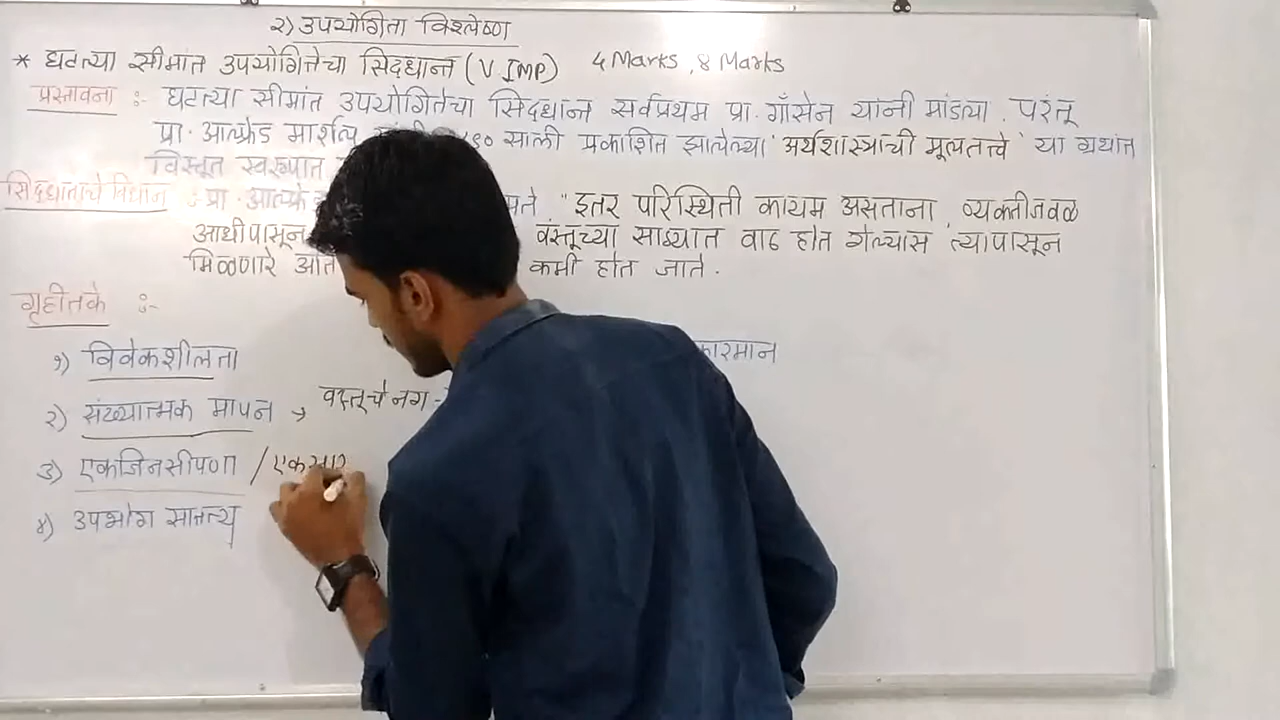 २) उपयोगिता विश्लेषण
* घटत्या सीमांत उपयोगितेचा सिद्धान्त (V IMP) 4 Marks, 8 Marks
प्रस्तावना :- घटत्या सीमांत उपयोगितेचा सिद्धान्त सर्वप्रथम प्रा. गॉसेन यांनी मांडला. परंतू
प्रा. आल्फ्रेड मार्शल साली प्रकाशित झालेल्या 'अर्थशास्त्राची मूलतत्वे' या ग्रंथात
विस्तृत स्वरुपात
सिद्धांताचे विधान :- प्रा. मते "इतर परिस्थिती कायम असताना, व्यक्तीजवळ
आधीपासून वस्तूंच्या साठ्यात वाढ होत गेल्यास त्यापासून
मिळणारे कमी होत जाते.
गृहीतके :-
१) विवेकशीलता
२) संख्यात्मक मापन → वस्तूचे नग -
३) एकजिनसीपणा /
४) उपभोग सातत्य